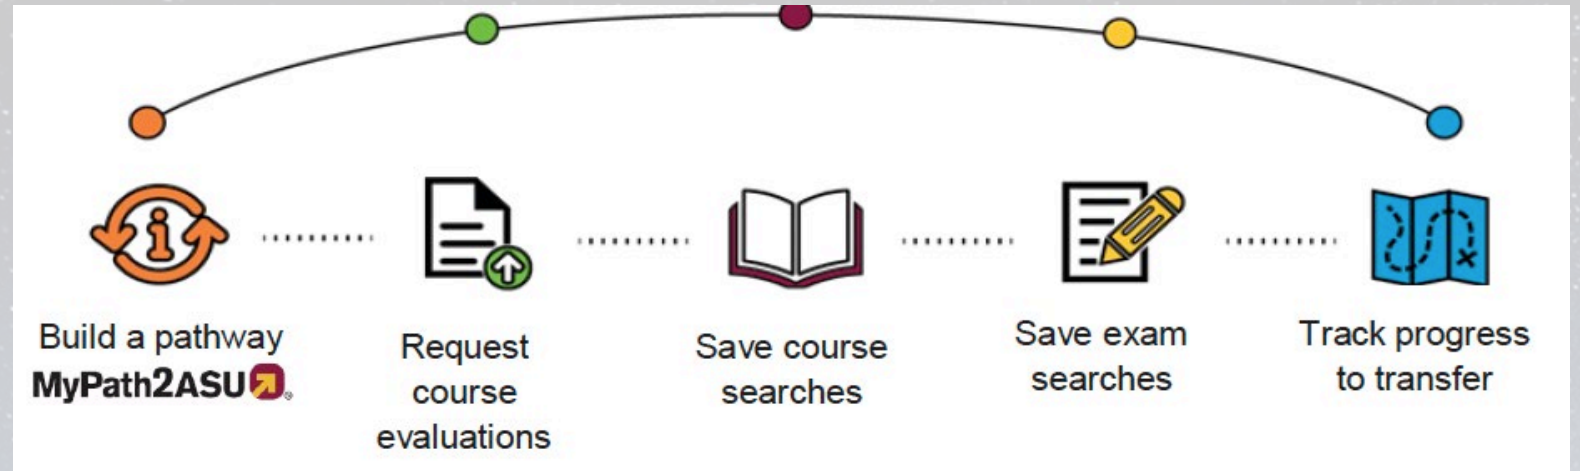 Build a pathway
MyPath2ASU®
Request
course
evaluations
Save course
searches
Save exam
searches
Track progress
to transfer